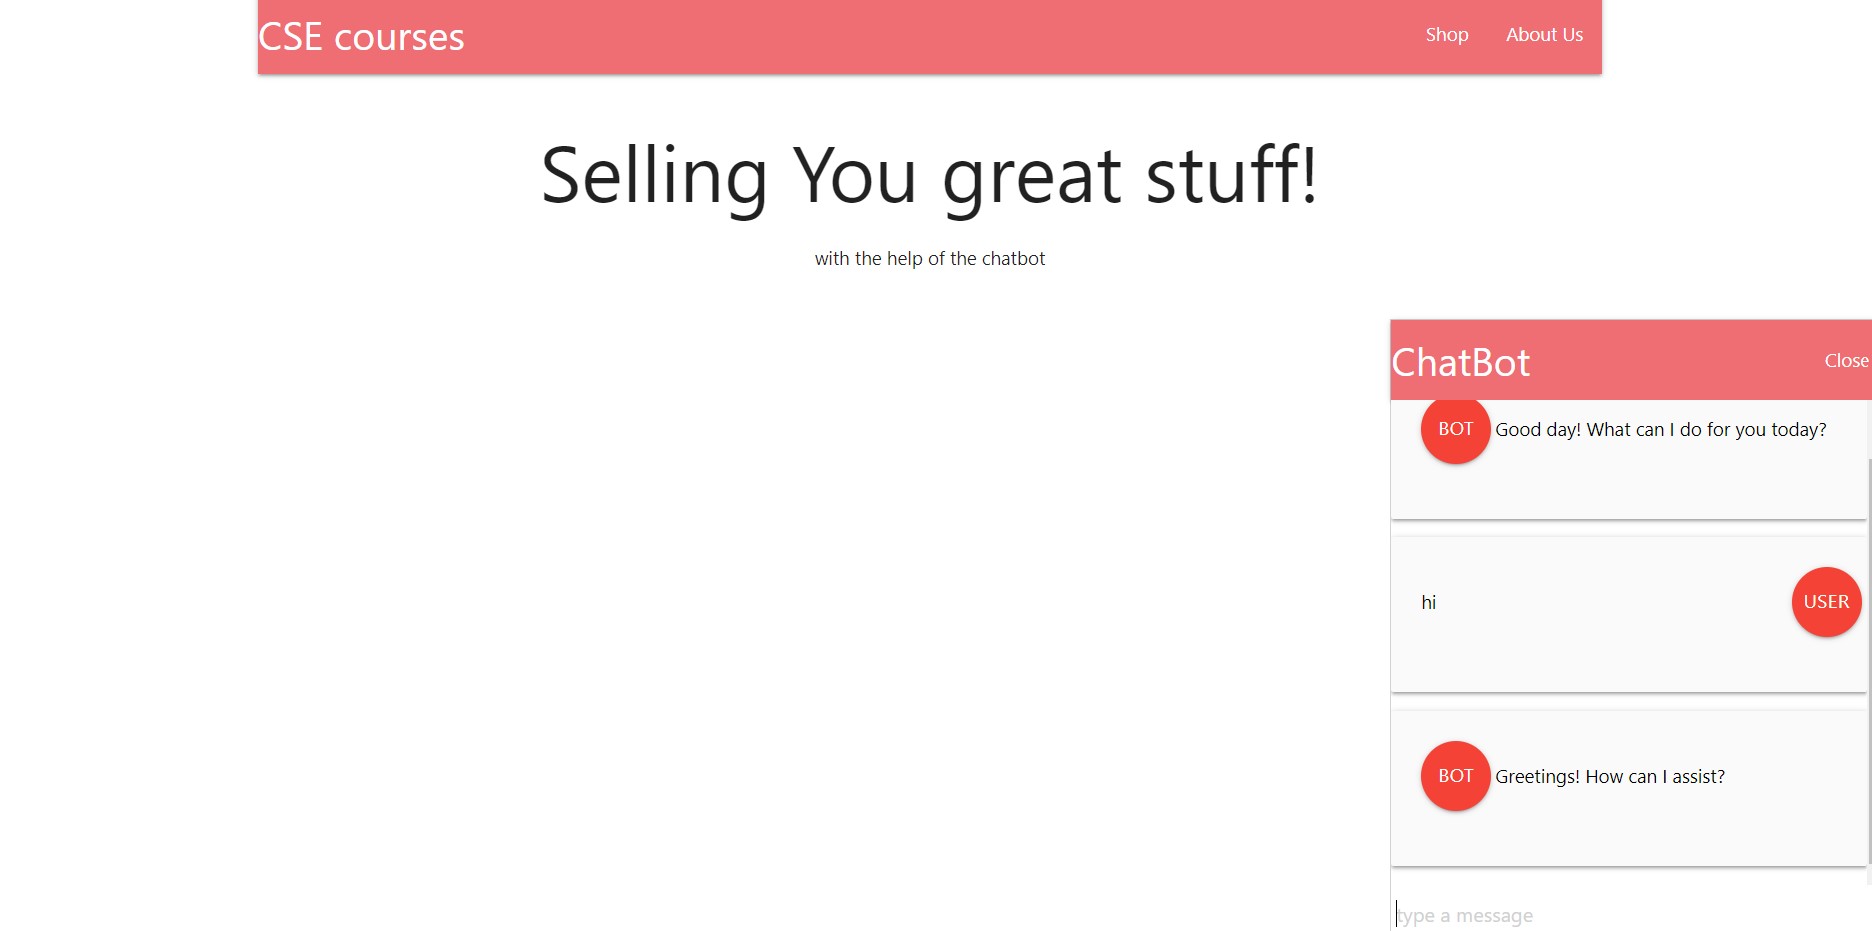 CSE courses
Shop
About Us
Selling You great stuff!
with the help of the chatbot
ChatBot
Close
BOT
Good day! What can I do for you today?
hi
USER
BOT
Greetings! How can I assist?
type a message